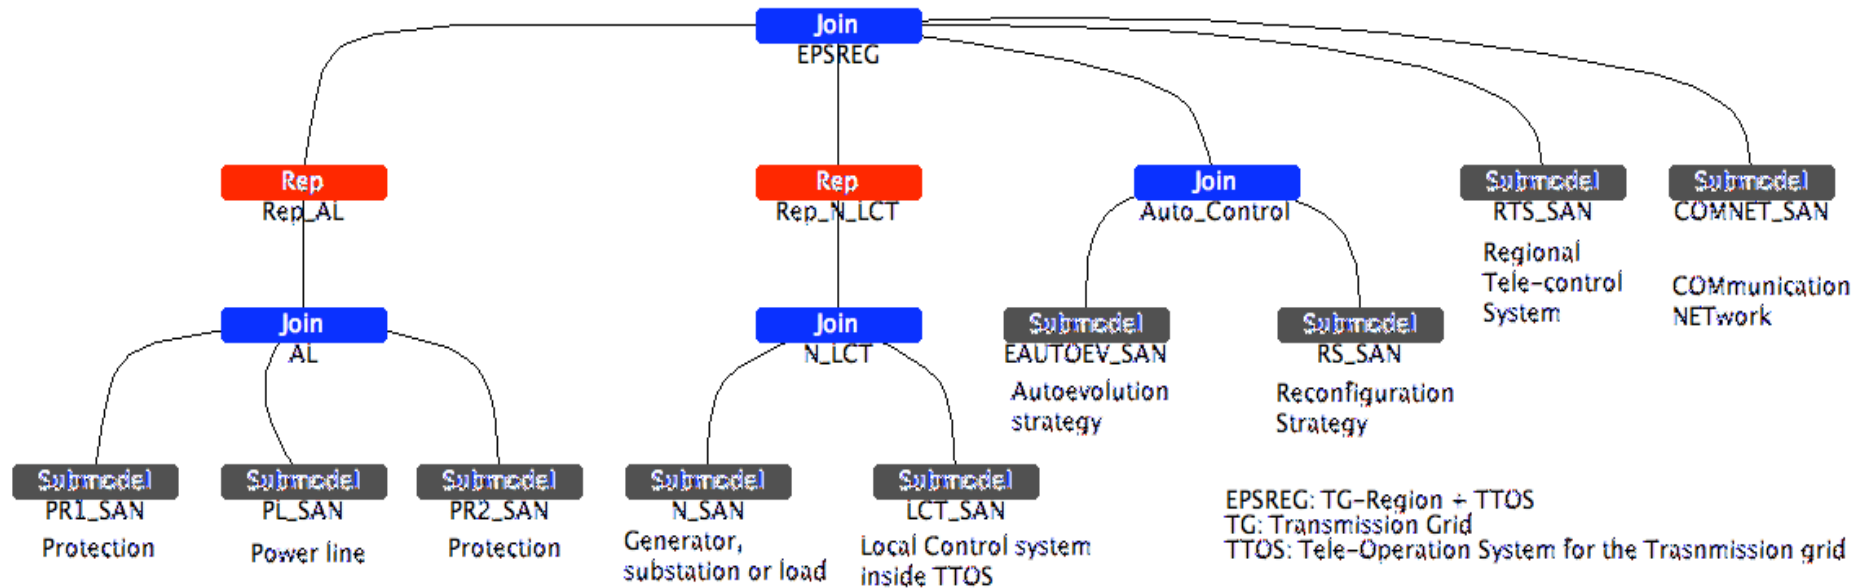 Join
EPSREG
Rep
Rep_AL
Rep
Rep_N_LCT
Join
Auto_Control
Submodel
RTS_SAN
Regional
Tele-control
System
Submodel
COMNET_SAN
COMmunication
NETwork
Join
AL
Join
N_LCT
Submodel
EAUTOEV_SAN
Autoevolution
strategy
Submodel
RS_SAN
Reconfiguration
Strategy
Submodel
PR1_SAN
Protection
Submodel
PL_SAN
Power line
Submodel
PR2_SAN
Protection
Submodel
N_SAN
Generator,
substation or load
Submodel
LCT_SAN
Local Control system
inside TTOS
EPSREG: TG-Region + TTOS
TG: Transmission Grid
TTOS: Tele-Operation System for the Trasnmission grid